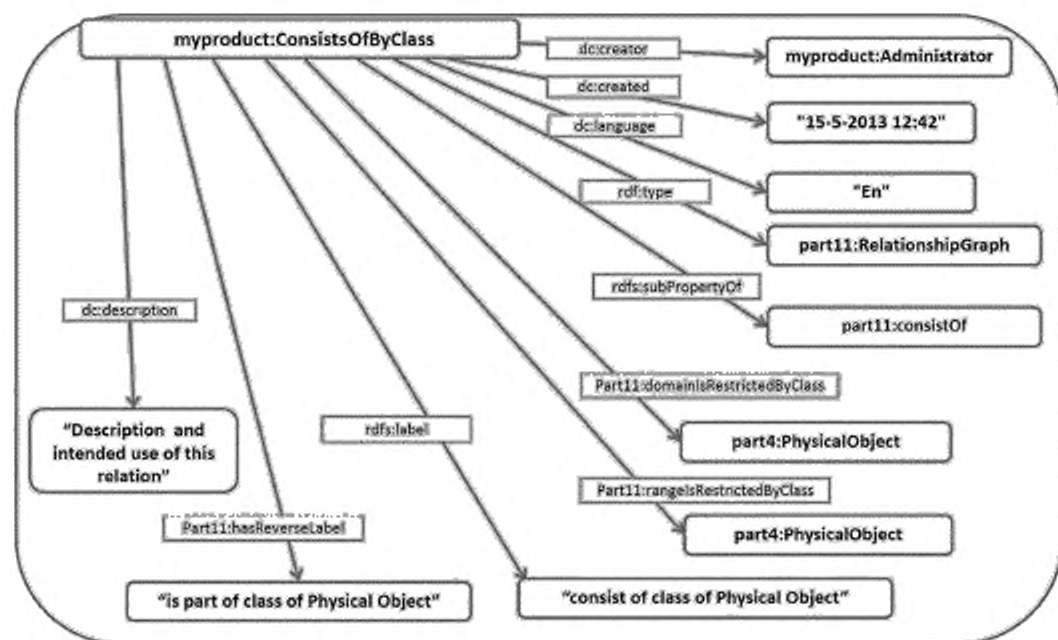 myproduct:ConsistsOfByClass
dc:creator
myproduct:Administrator
dc:created
"15-5-2013 12:42"
dc:language
"En"
rdf:type
part11:RelationshipGraph
rdfs:subPropertyOf
part11:consistOf
dc:description
Part11:domainIsRestrictedByClass
"Description and
intended use of this
relation"
rdfs:label
part4:PhysicalObject
Part11:rangeIsRestrictedByClass
Part11:hasReverseLabel
part4:PhysicalObject
"is part of class of Physical Object"
"consist of class of Physical Object"